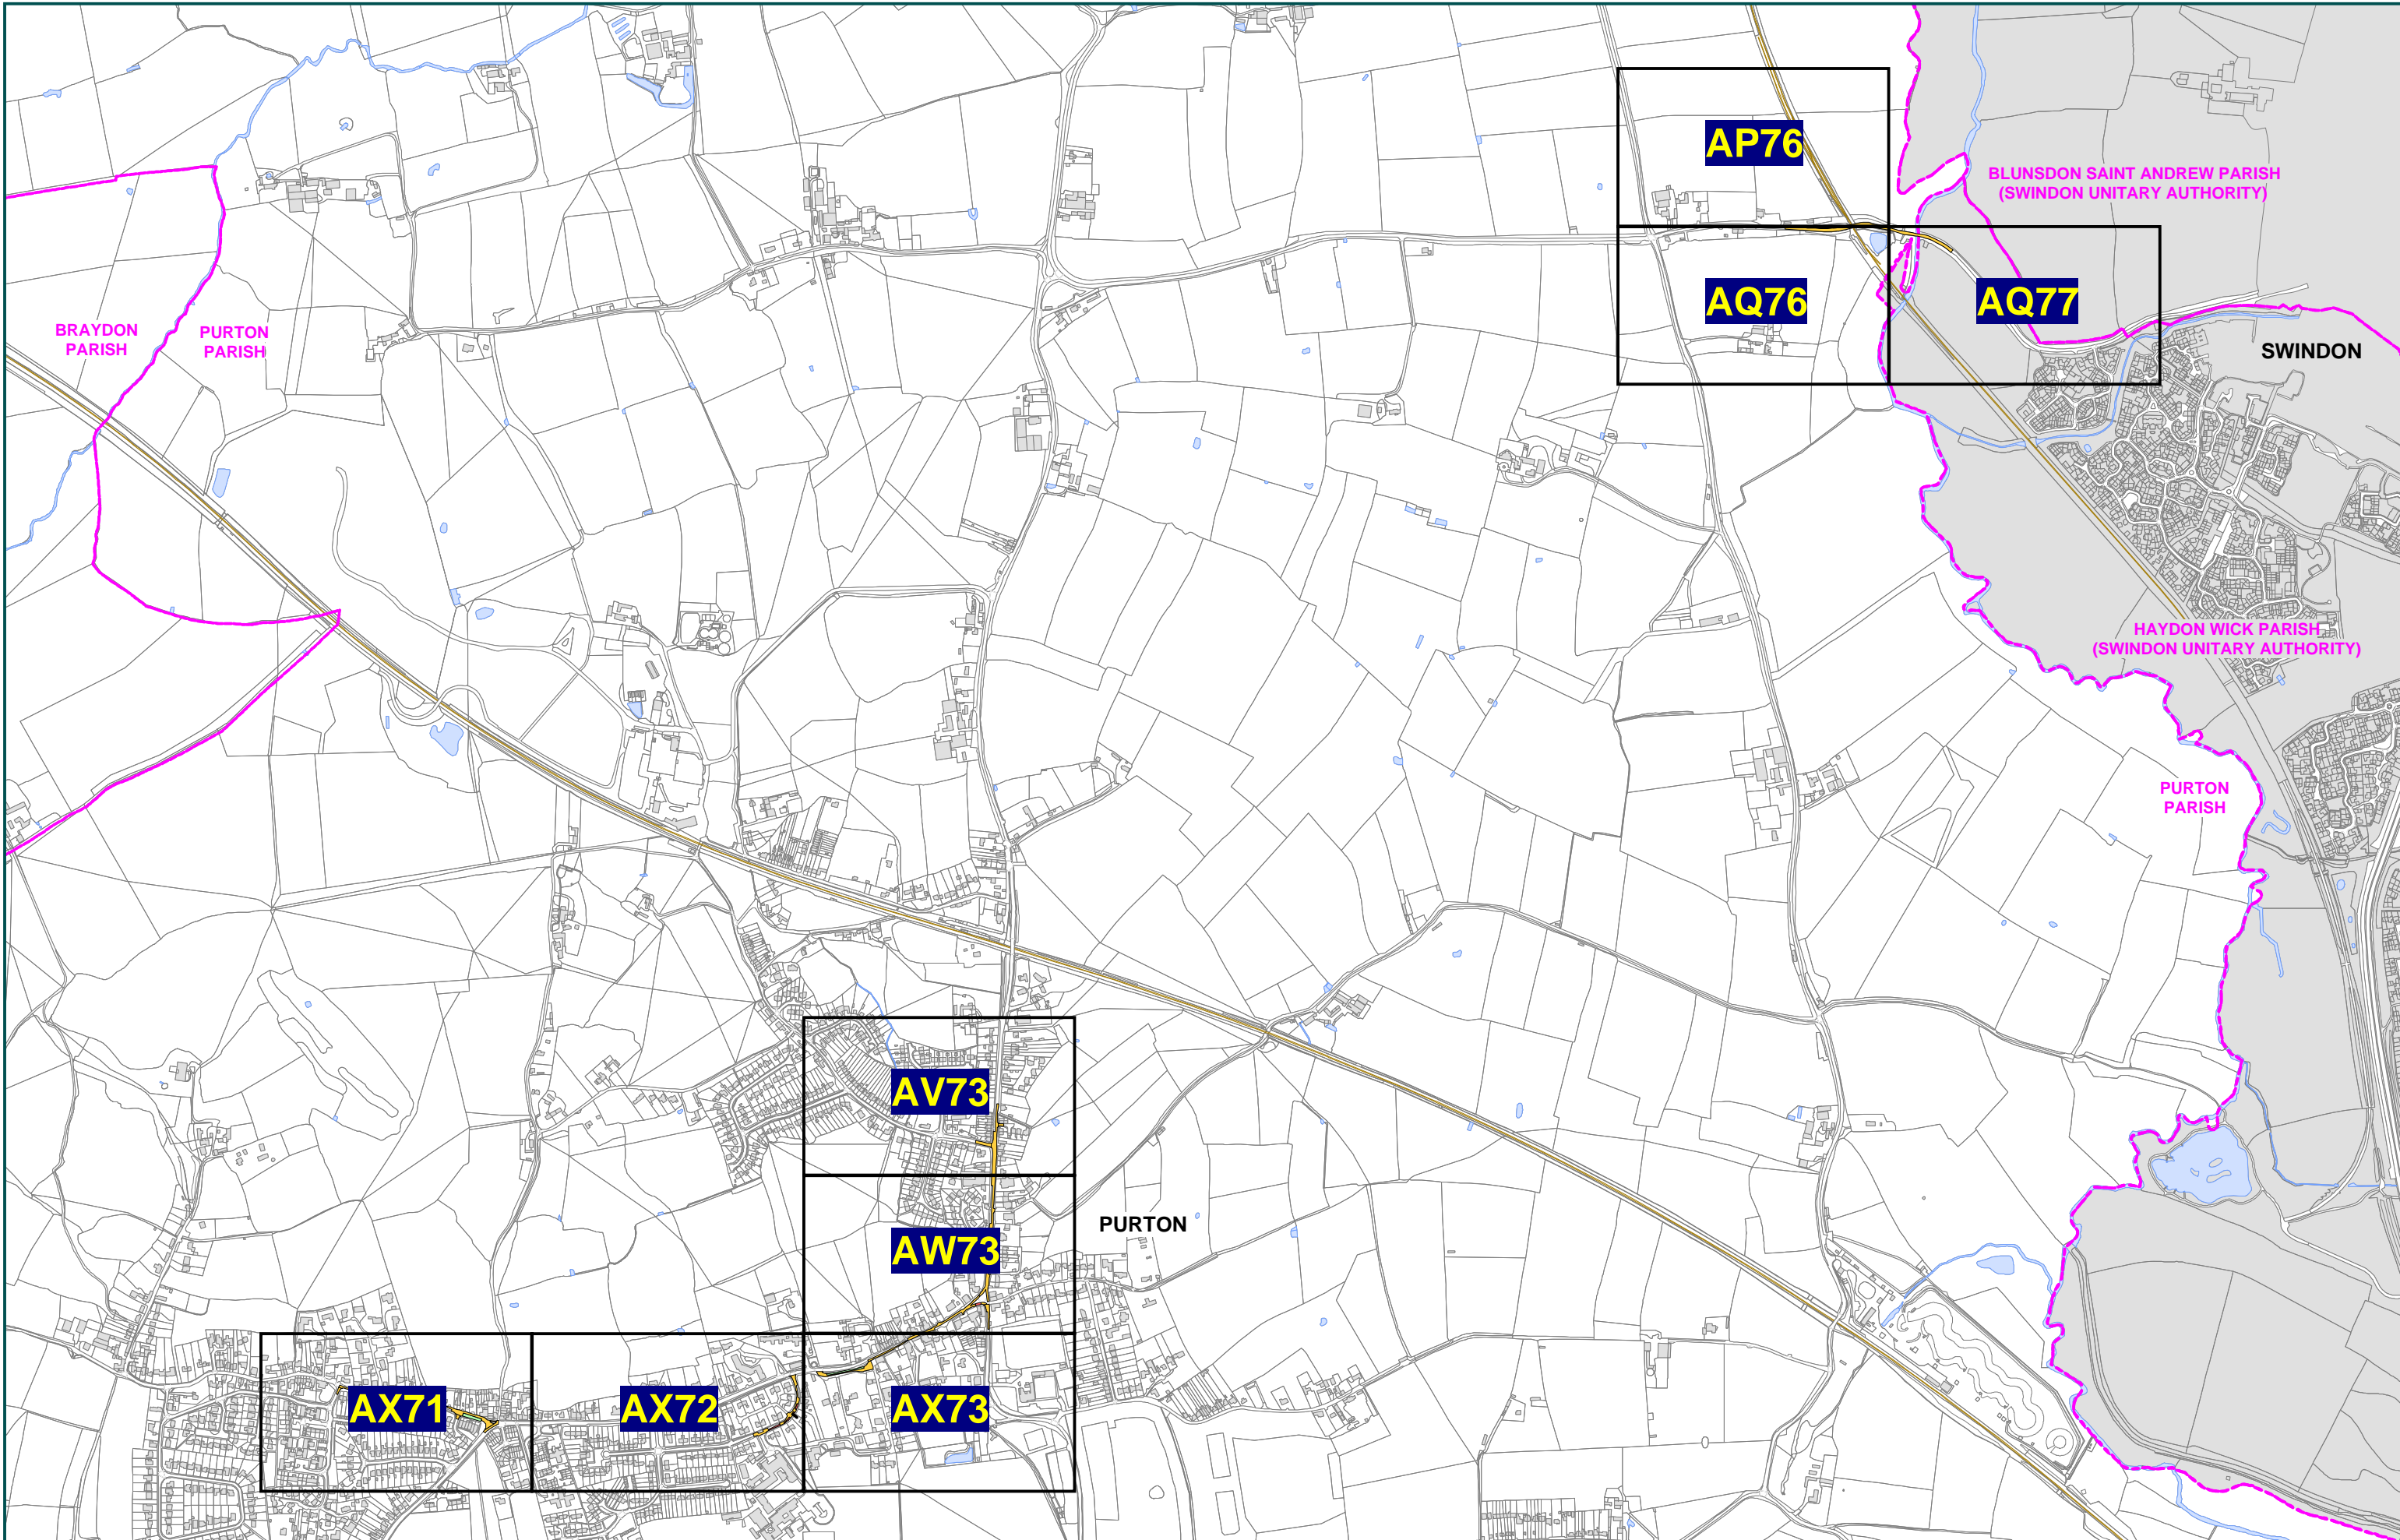 AP76
BLUNSDON SAINT ANDREW PARISH
(SWINDON UNITARY AUTHORITY)
AQ76
AQ77
BRAYDON
PARISH
PURTON
PARISH
SWINDON
HAYDON WICK PARISH
(SWINDON UNITARY AUTHORITY)
PURTON
PARISH
AV73
PURTON
AW73
AX71
AX72
AX73